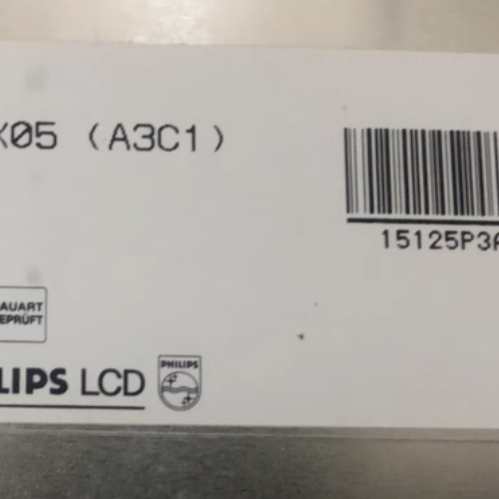 X05 (A3C1)
15125P3A
AUART
EPRÜFT
LIPS LCD
PHILIPS